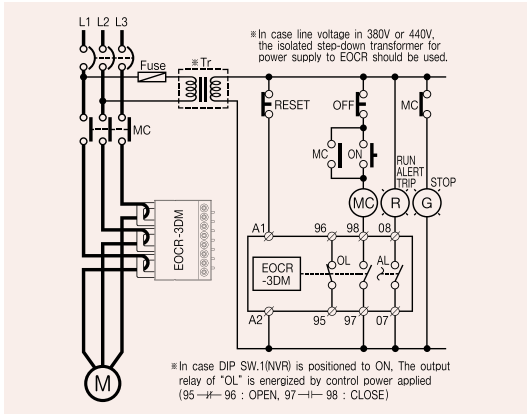 L1 L2 L3
※In case line voltage in 380V or 440V,
the isolated step-down transformer for
power supply to EOCR should be used.
Fuse
※Tr
RESET
OFF
MC
MC
MC ON
RUN
ALERT
TRIP
STOP
MC R G
EOCR-3DM
A1 96 98 08
EOCR
-3DM
OL AL
A2 95 97 07
M
※In case DIP SW.1(NVR) is positioned to ON, The output
relay of "OL" is energized by control power applied
(95 96 : OPEN, 97 98 : CLOSE)